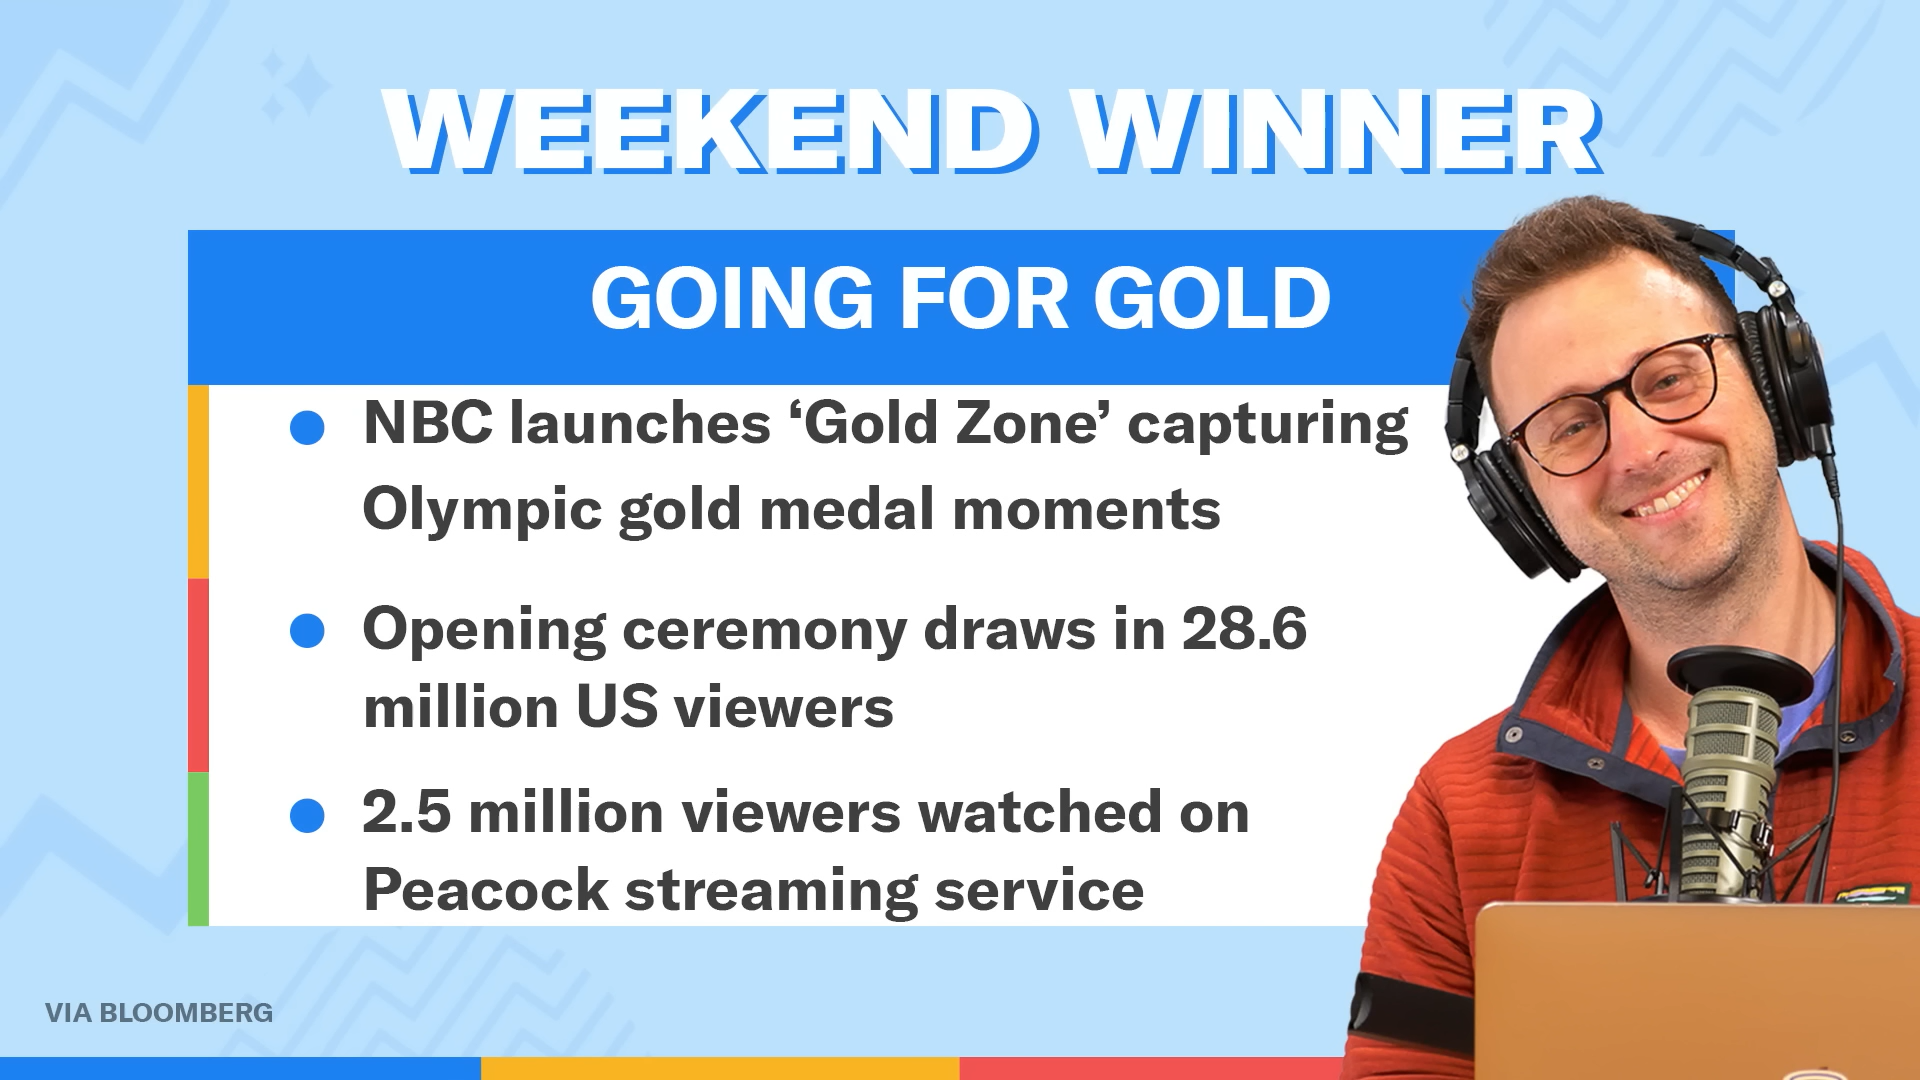 WEEKEND WINNER
GOING FOR GOLD
NBC launches ‘Gold Zone’ capturing
Olympic gold medal moments
Opening ceremony draws in 28.6
million US viewers
2.5 million viewers watched on
Peacock streaming service
VIA BLOOMBERG